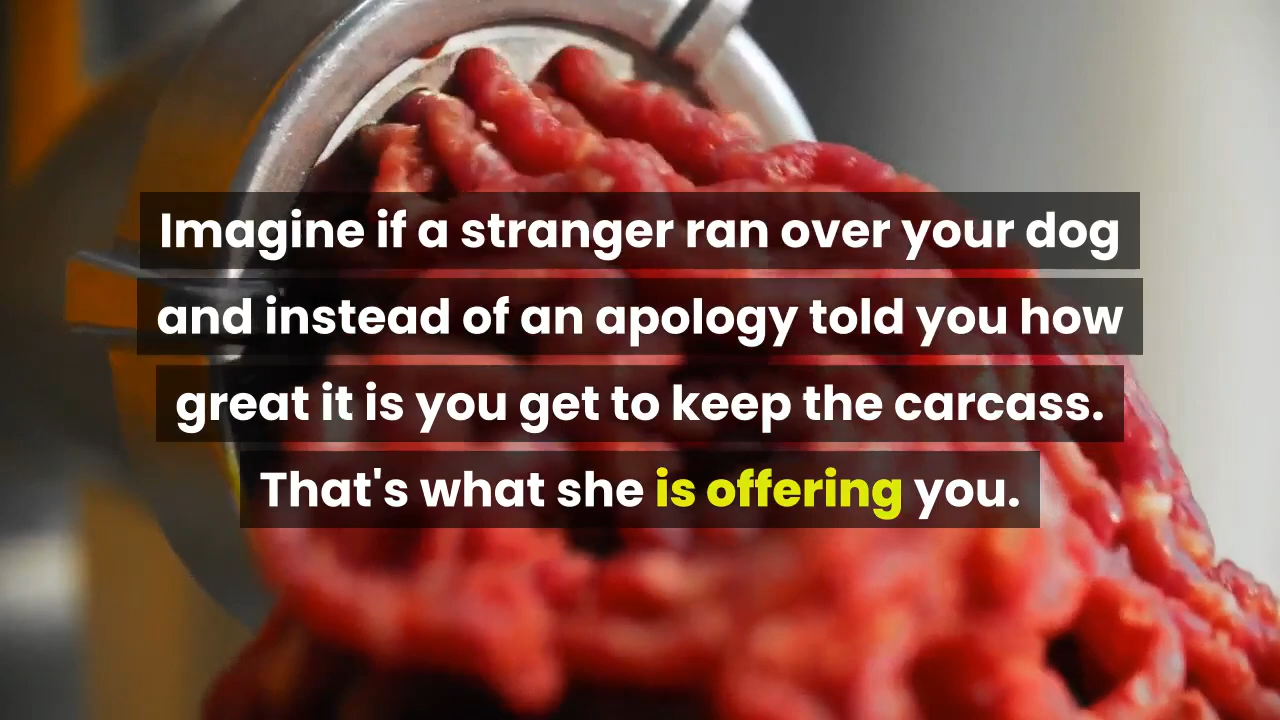 Imagine if a stranger ran over your dog
and instead of an apology told you how
great it is you get to keep the carcass.
That's what she is offering you.